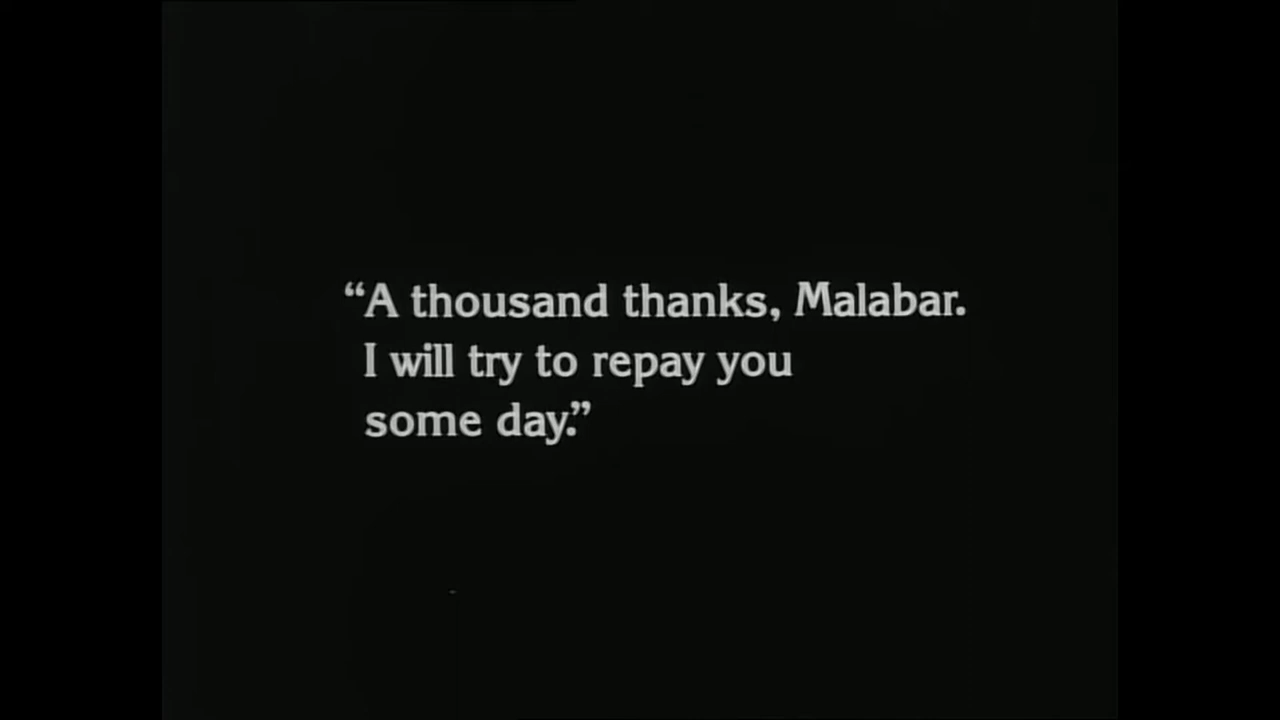 “A thousand thanks, Malabar.
I will try to repay you
some day.”